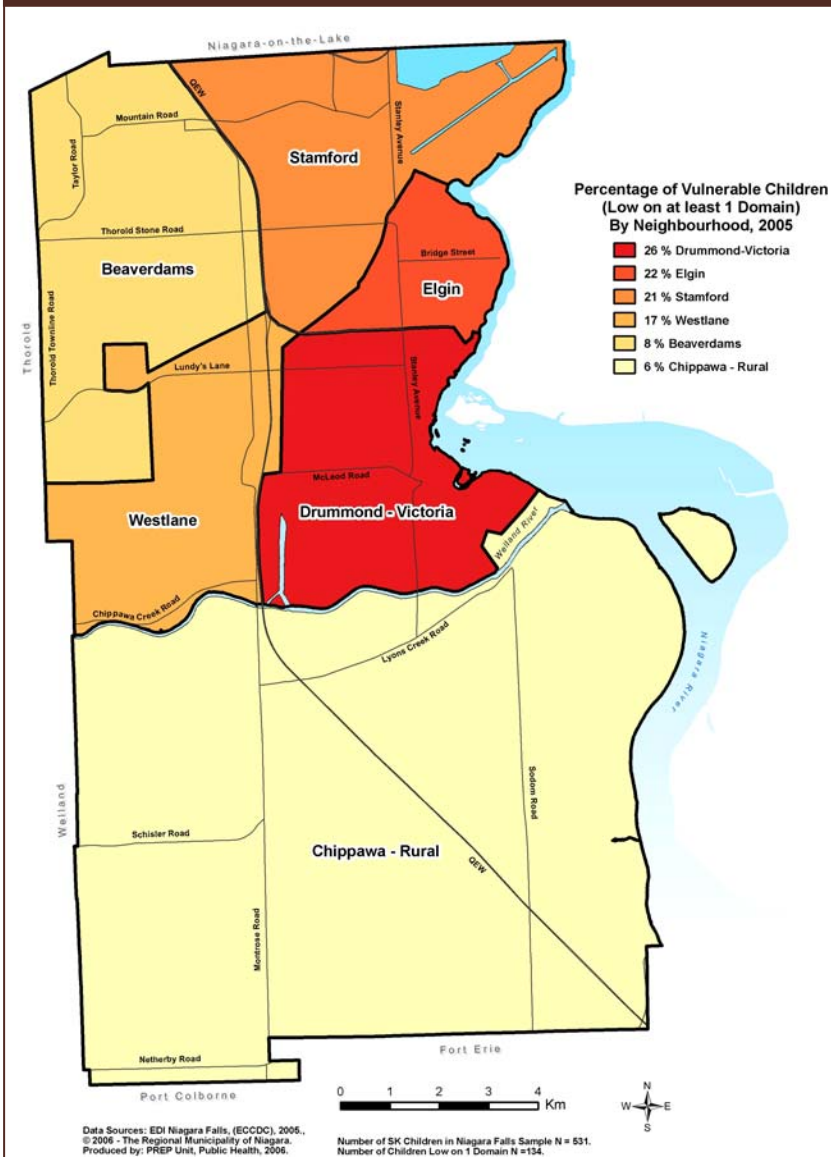 Niagara-on-the-Lake
QEW
Mountain Road
Taylor Road
Stanley Avenue
Stamford
Percentage of Vulnerable Children
(Low on at least 1 Domain)
By Neighbourhood, 2005
26 % Drummond-Victoria
22 % Elgin
21 % Stamford
17 % Westlane
8 % Beaverdams
6 % Chippawa - Rural
Thorold Stone Road
Bridge Street
Beaverdams
Elgin
Thorold
Thorold Townline Road
Lundy's Lane
Stanley Avenue
McLeod Road
Westlane
Drummond - Victoria
Welland River
Chippawa Creek Road
Lyons Creek Road
Niagara River
Welland
Sodom Road
Schisler Road
Chippawa - Rural
QEW
Montrose Road
Netherby Road
Fort Erie
Port Colborne
0 1 2 3 4
Km
N
W E
S
Data Sources: EDI Niagara Falls, (ECCDC), 2005.,
© 2006 - The Regional Municipality of Niagara.
Produced by: PREP Unit, Public Health, 2006.
Number of SK Children in Niagara Falls Sample N = 531.
Number of Children Low on 1 Domain N =134.